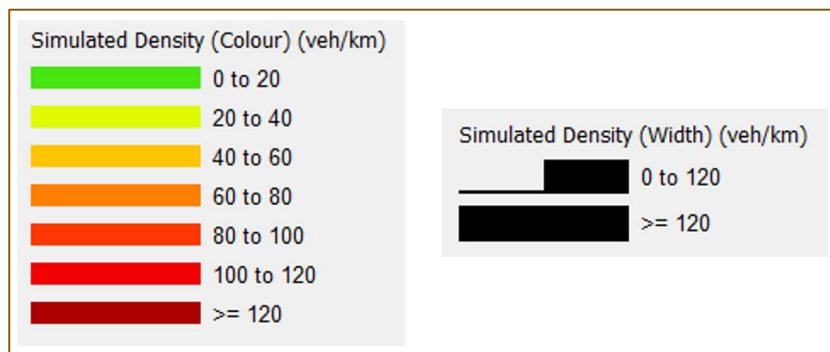 Simulated Density (Colour) (veh/km)
0 to 20
20 to 40
40 to 60
60 to 80
80 to 100
100 to 120
>= 120
Simulated Density (Width) (veh/km)
0 to 120
>= 120